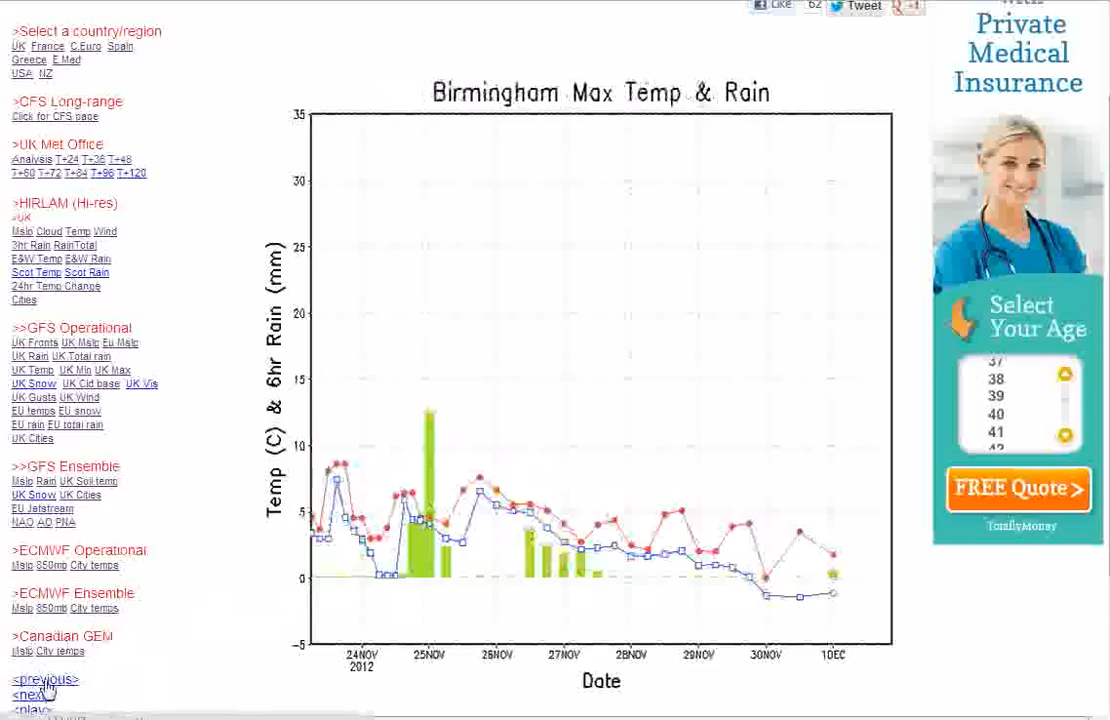 Like 62 Tweet +1
>Select a country/region
UK France C.Euro Spain
Greece E Med
USA NZ
>CFS Long-range
Click for CFS page
>UK Met Office
Analysis T+24 T+36 T+48
T+60 T+72 T+84 T+96 T+120
>HIRLAM (Hi-res)
>UK
Mslp Cloud Temp Wind
3hr Rain RainTotal
E&W Temp E&W Rain
Scot Temp Scot Rain
24hr Temp Change
Cities
>>GFS Operational
UK Fronts UK Mslp Eu Mslp
UK Rain UK Total rain
UK Temp UK Min UK Max
UK Snow UK Cld base UK Vis
UK Gusts UK Wind
EU temps EU snow
EU rain EU total rain
UK Cities
>>GFS Ensemble
Mslp Rain UK Soil temp
UK Snow UK Cities
EU Jetstream
NAO AO PNA
>ECMWF Operational
Mslp 850mb City temps
>ECMWF Ensemble
Mslp 850mb City temps
>Canadian GEM
Mslp City temps
<previous>
<next
<play>
Birmingham Max Temp & Rain
Temp (C) & 6hr Rain (mm)
35
30
25
20
15
10
5
0
-5
24NOV 25NOV 26NOV 27NOV 28NOV 29NOV 30NOV 1DEC
2012
Date
Private
Medical
Insurance
Select
Your Age
37
38
39
40
41
42
FREE Quote >
TotallyMoney